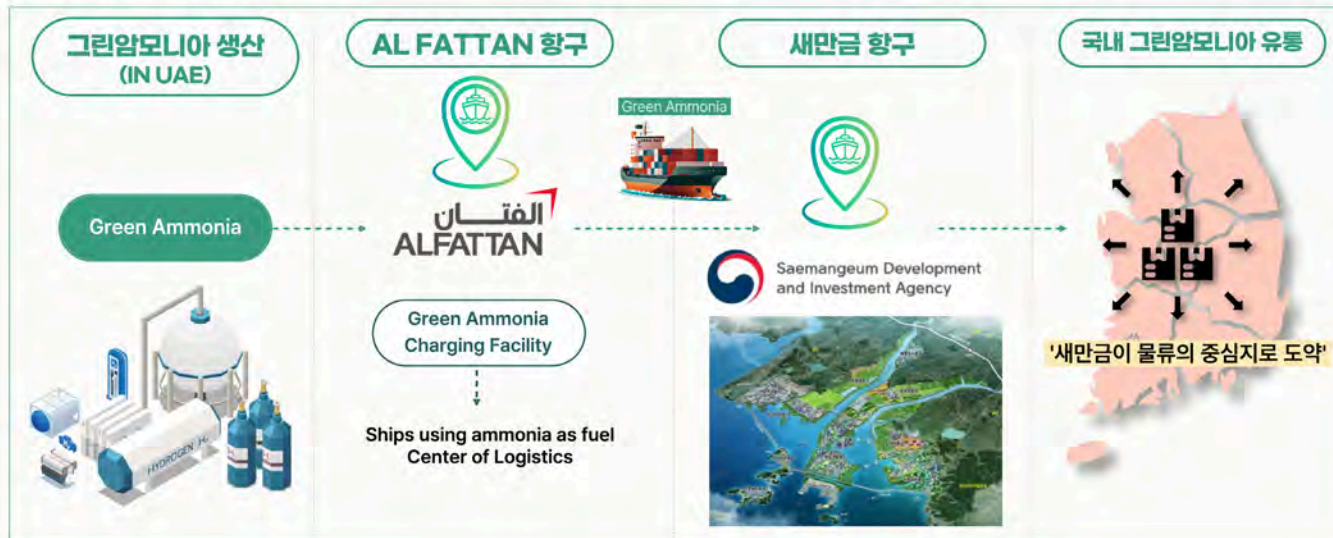 그린암모니아 생산
(IN UAE)
AL FATTAN 항구
새만금 항구
국내 그린암모니아 유통
Green Ammonia
Green Ammonia
الفتان
ALFATTAN
Saemangeum Development
and Investment Agency
Green Ammonia
Charging Facility
Ships using ammonia as fuel
Center of Logistics
HYDROGEN H₂
'새만금이 물류의 중심지로 도약'